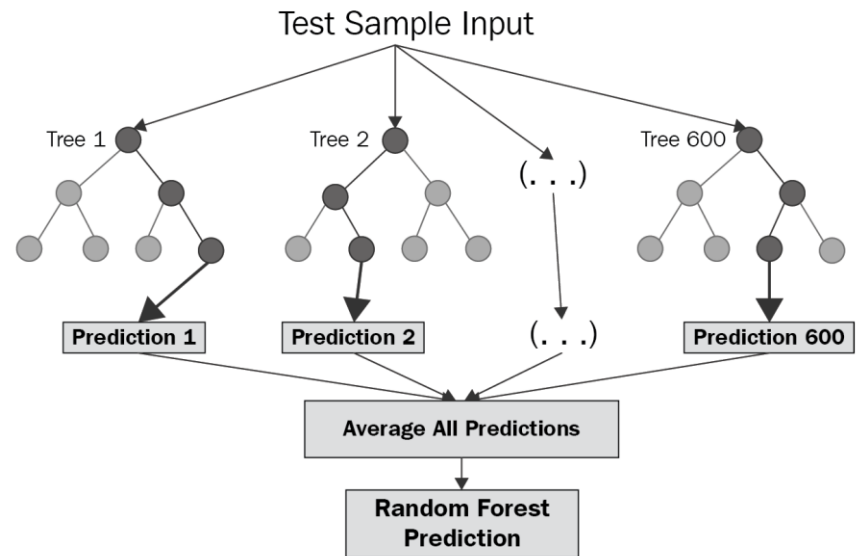 Test Sample Input
Tree 1
Tree 2
Tree 600
(. . .)
Prediction 1
Prediction 2
(. . .)
Prediction 600
Average All Predictions
Random Forest
Prediction